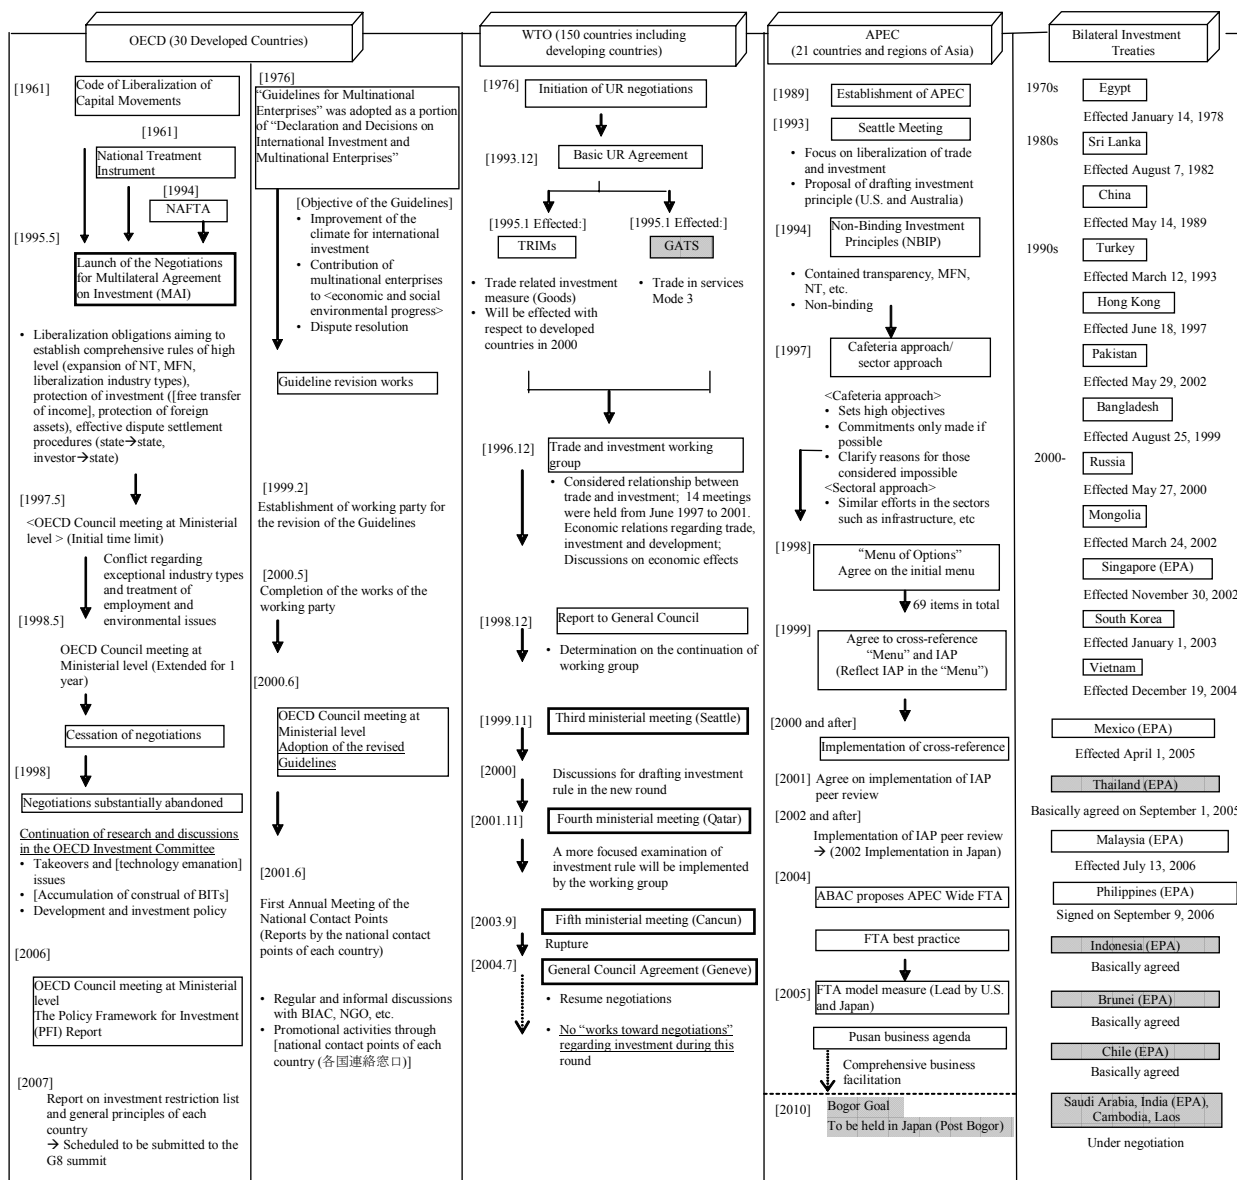 OECD (30 Developed Countries)
[1961]
Code of Liberalization of
Capital Movements
[1961]
National Treatment
Instrument
[1994]
NAFTA
[1995.5]
Launch of the Negotiations
for Multilateral Agreement
on Investment (MAI)
• Liberalization obligations aiming to
establish comprehensive rules of high
level (expansion of NT, MFN,
liberalization industry types),
protection of investment ([free transfer
of income], protection of foreign
assets), effective dispute settlement
procedures (state→state,
investor→state)
[1997.5]
<OECD Council meeting at Ministerial
level > (Initial time limit)
Conflict regarding
exceptional industry types
and treatment of
employment and
environmental issues
[1998.5]
OECD Council meeting at
Ministerial level (Extended for 1
year)
Cessation of negotiations
[1998]
Negotiations substantially abandoned
Continuation of research and discussions
in the OECD Investment Committee
• Takeovers and [technology emanation]
issues
• [Accumulation of construal of BITs]
• Development and investment policy
[2006]
OECD Council meeting at Ministerial
level
The Policy Framework for Investment
(PFI) Report
[2007]
Report on investment restriction list
and general principles of each
country
→ Scheduled to be submitted to the
G8 summit
[1976]
“Guidelines for Multinational
Enterprises” was adopted as a portion
of “Declaration and Decisions on
International Investment and
Multinational Enterprises”
[Objective of the Guidelines]
• Improvement of the
climate for international
investment
• Contribution of
multinational enterprises
to <economic and social
environmental progress>
• Dispute resolution
Guideline revision works
[1999.2]
Establishment of working party for
the revision of the Guidelines
[2000.5]
Completion of the works of the
working party
[2000.6]
OECD Council meeting at
Ministerial level
Adoption of the revised
Guidelines
[2001.6]
First Annual Meeting of the
National Contact Points
(Reports by the national contact
points of each country)
• Regular and informal discussions
with BIAC, NGO, etc.
• Promotional activities through
[national contact points of each
country (各国連絡窓口)]
WTO (150 countries including
developing countries)
[1976]
Initiation of UR negotiations
[1993.12]
Basic UR Agreement
[1995.1 Effected:]
TRIMs
• Trade related investment
measure (Goods)
• Will be effected with
respect to developed
countries in 2000
[1995.1 Effected:]
GATS
• Trade in services
Mode 3
[1996.12]
Trade and investment working
group
• Considered relationship between
trade and investment; 14 meetings
were held from June 1997 to 2001.
Economic relations regarding trade,
investment and development;
Discussions on economic effects
[1998.12]
Report to General Council
• Determination on the continuation of
working group
[1999.11]
Third ministerial meeting (Seattle)
[2000]
Discussions for drafting investment
rule in the new round
[2001.11]
Fourth ministerial meeting (Qatar)
A more focused examination of
investment rule will be implemented
by the working group
[2003.9]
Fifth ministerial meeting (Cancun)
Rupture
[2004.7]
General Council Agreement (Geneve)
• Resume negotiations
• No “works toward negotiations”
regarding investment during this
round
APEC
(21 countries and regions of Asia)
[1989]
Establishment of APEC
[1993]
Seattle Meeting
• Focus on liberalization of trade
and investment
• Proposal of drafting investment
principle (U.S. and Australia)
[1994]
Non-Binding Investment
Principles (NBIP)
• Contained transparency, MFN,
NT, etc.
• Non-binding
[1997]
Cafeteria approach/
sector approach
<Cafeteria approach>
• Sets high objectives
• Commitments only made if
possible
• Clarify reasons for those
considered impossible
<Sectoral approach>
• Similar efforts in the sectors
such as infrastructure, etc
[1998]
“Menu of Options”
Agree on the initial menu
69 items in total
[1999]
Agree to cross-reference
“Menu” and IAP
(Reflect IAP in the “Menu”)
[2000 and after]
Implementation of cross-reference
[2001]
Agree on implementation of IAP
peer review
[2002 and after]
Implementation of IAP peer review
→ (2002 Implementation in Japan)
[2004]
ABAC proposes APEC Wide FTA
FTA best practice
[2005]
FTA model measure (Lead by U.S.
and Japan)
Pusan business agenda
Comprehensive business
facilitation
[2010]
Bogor Goal
To be held in Japan (Post Bogor)
Bilateral Investment
Treaties
1970s
Egypt
Effected January 14, 1978
1980s
Sri Lanka
Effected August 7, 1982
China
Effected May 14, 1989
1990s
Turkey
Effected March 12, 1993
Hong Kong
Effected June 18, 1997
Pakistan
Effected May 29, 2002
Bangladesh
Effected August 25, 1999
2000-
Russia
Effected May 27, 2000
Mongolia
Effected March 24, 2002
Singapore (EPA)
Effected November 30, 2002
South Korea
Effected January 1, 2003
Vietnam
Effected December 19, 2004
Mexico (EPA)
Effected April 1, 2005
Thailand (EPA)
Basically agreed on September 1, 2005
Malaysia (EPA)
Effected July 13, 2006
Philippines (EPA)
Signed on September 9, 2006
Indonesia (EPA)
Basically agreed
Brunei (EPA)
Basically agreed
Chile (EPA)
Basically agreed
Saudi Arabia, India (EPA),
Cambodia, Laos
Under negotiation